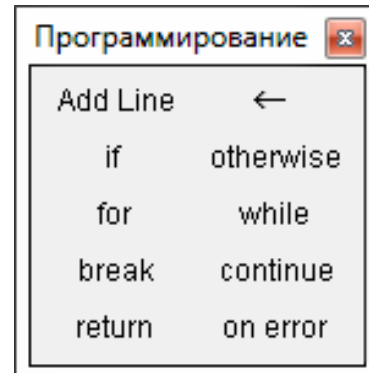 Программирование
Add Line ←
if otherwise
for while
break continue
return on error